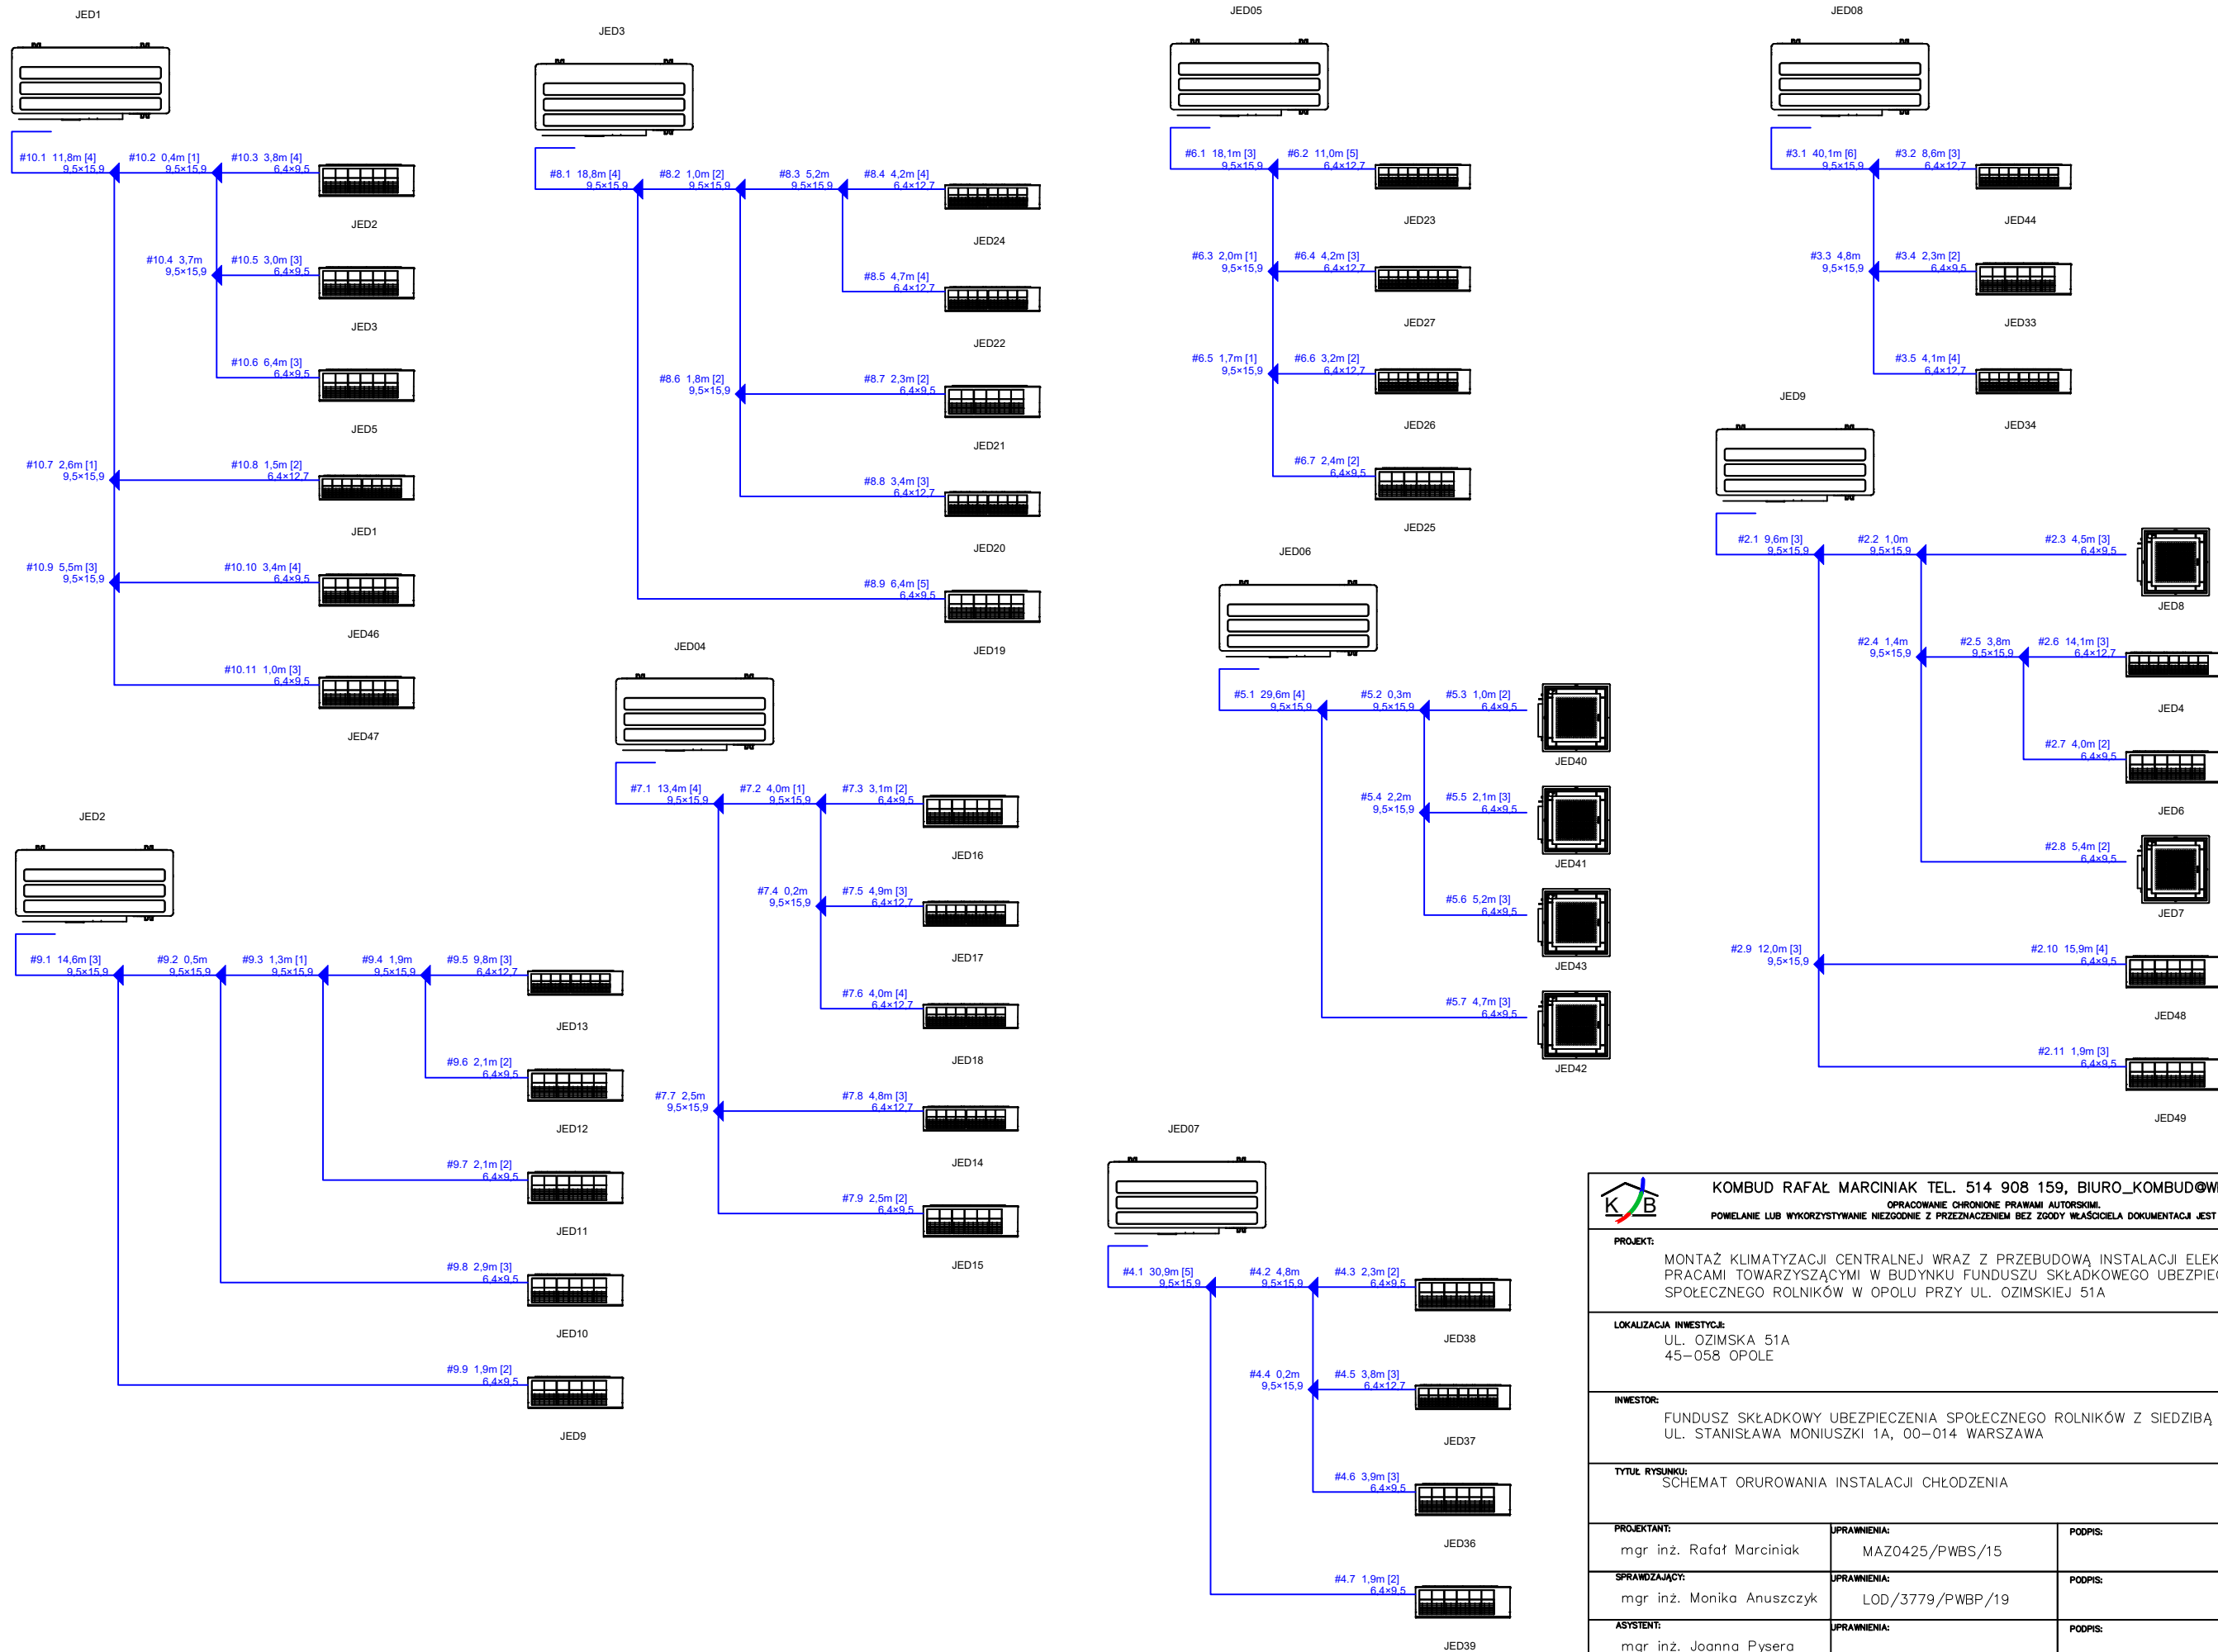 JED1
#10.1 11,8m [4]
9,5×15,9
#10.2 0,4m [1]
9,5×15,9
#10.3 3,8m [4]
6,4×9,5
JED2
#10.4 3,7m
9,5×15,9
#10.5 3,0m [3]
6,4×9,5
JED3
#10.6 6,4m [3]
6,4×9,5
JED5
#10.7 2,6m [1]
9,5×15,9
#10.8 1,5m [2]
6,4×12,7
JED1
#10.9 5,5m [3]
9,5×15,9
#10.10 3,4m [4]
6,4×9,5
JED46
#10.11 1,0m [3]
6,4×9,5
JED47
JED2
#9.1 14,6m [3]
9,5×15,9
#9.2 0,5m
9,5×15,9
#9.3 1,3m [1]
9,5×15,9
#9.4 1,9m
9,5×15,9
#9.5 9,8m [3]
6,4×12,7
JED13
#9.6 2,1m [2]
6,4×9,5
JED12
#9.7 2,1m [2]
6,4×9,5
JED11
#9.8 2,9m [3]
6,4×9,5
JED10
#9.9 1,9m [2]
6,4×9,5
JED9
JED3
#8.1 18,8m [4]
9,5×15,9
#8.2 1,0m [2]
9,5×15,9
#8.3 5,2m
9,5×15,9
#8.4 4,2m [4]
6,4×12,7
JED24
#8.5 4,7m [4]
6,4×12,7
JED22
#8.6 1,8m [2]
9,5×15,9
#8.7 2,3m [2]
6,4×9,5
JED21
#8.8 3,4m [3]
6,4×12,7
JED20
#8.9 6,4m [5]
6,4×9,5
JED19
JED04
#7.1 13,4m [4]
9,5×15,9
#7.2 4,0m [1]
9,5×15,9
#7.3 3,1m [2]
6,4×9,5
JED16
#7.4 0,2m
9,5×15,9
#7.5 4,9m [3]
6,4×12,7
JED17
#7.6 4,0m [4]
6,4×12,7
JED18
#7.7 2,5m
9,5×15,9
#7.8 4,8m [3]
6,4×12,7
JED14
#7.9 2,5m [2]
6,4×9,5
JED15
JED05
#6.1 18,1m [3]
9,5×15,9
#6.2 11,0m [5]
6,4×12,7
JED23
#6.3 2,0m [1]
9,5×15,9
#6.4 4,2m [3]
6,4×12,7
JED27
#6.5 1,7m [1]
9,5×15,9
#6.6 3,2m [2]
6,4×12,7
JED26
#6.7 2,4m [2]
6,4×9,5
JED25
JED06
#5.1 29,6m [4]
9,5×15,9
#5.2 0,3m
9,5×15,9
#5.3 1,0m [2]
6,4×9,5
JED40
#5.4 2,2m
9,5×15,9
#5.5 2,1m [3]
6,4×9,5
JED41
#5.6 5,2m [3]
6,4×9,5
JED43
#5.7 4,7m [3]
6,4×9,5
JED42
JED07
#4.1 30,9m [5]
9,5×15,9
#4.2 4,8m
9,5×15,9
#4.3 2,3m [2]
6,4×9,5
JED38
#4.4 0,2m
9,5×15,9
#4.5 3,8m [3]
6,4×12,7
JED37
#4.6 3,9m [3]
6,4×9,5
JED36
#4.7 1,9m [2]
6,4×9,5
JED39
JED08
#3.1 40,1m [6]
9,5×15,9
#3.2 8,6m [3]
6,4×12,7
JED44
#3.3 4,8m
9,5×15,9
#3.4 2,3m [2]
6,4×9,5
JED33
#3.5 4,1m [4]
6,4×12,7
JED34
JED9
#2.1 9,6m [3]
9,5×15,9
#2.2 1,0m
9,5×15,9
#2.3 4,5m [3]
6,4×9,5
JED8
#2.4 1,4m
9,5×15,9
#2.5 3,8m
9,5×15,9
#2.6 14,1m [3]
6,4×12,7
JED4
#2.7 4,0m [2]
6,4×9,5
JED6
#2.8 5,4m [2]
6,4×9,5
JED7
#2.9 12,0m [3]
9,5×15,9
#2.10 15,9m [4]
6,4×9,5
JED48
#2.11 1,9m [3]
6,4×9,5
JED49
K B
KOMBUD RAFAŁ MARCINIAK TEL. 514 908 159, BIURO_KOMBUD@W
OPRACOWANIE CHRONIONE PRAWAMI AUTORSKIMI.
POWIELANIE LUB WYKORZYSTYWANIE NIEZGODNIE Z PRZEZNACZENIEM BEZ ZGODY WŁAŚCICIELA DOKUMENTACJI JEST
PROJEKT:
MONTAŻ KLIMATYZACJI CENTRALNEJ WRAZ Z PRZEBUDOWĄ INSTALACJI ELEK
PRACAMI TOWARZYSZĄCYMI W BUDYNKU FUNDUSZU SKŁADKOWEGO UBEZPIE
SPOŁECZNEGO ROLNIKÓW W OPOLU PRZY UL. OZIMSKIEJ 51A
LOKALIZACJA INWESTYCJI:
UL. OZIMSKA 51A
45-058 OPOLE
INWESTOR:
FUNDUSZ SKŁADKOWY UBEZPIECZENIA SPOŁECZNEGO ROLNIKÓW Z SIEDZIBĄ
UL. STANISŁAWA MONIUSZKI 1A, 00-014 WARSZAWA
TYTUŁ RYSUNKU:
SCHEMAT ORUROWANIA INSTALACJI CHŁODZENIA
PROJEKTANT:
mgr inż. Rafał Marciniak
UPRAWNIENIA:
MAZ0425/PWBS/15
PODPIS:
SPRAWDZAJĄCY:
mgr inż. Monika Anuszczyk
UPRAWNIENIA:
LOD/3779/PWBP/19
PODPIS:
ASYSTENT:
mgr inż. Joanna Pysera
UPRAWNIENIA:
PODPIS: